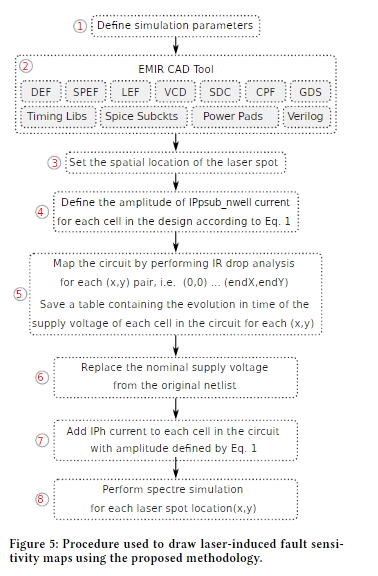 1 Define simulation parameters
2
EMIR CAD Tool
DEF SPEF LEF VCD SDC CPF GDS
Timing Libs Spice Subckts Power Pads Verilog
3 Set the spatial location of the laser spot
4 Define the amplitude of IPpsub_nwell current
for each cell in the design according to Eq. 1
5 Map the circuit by performing IR drop analysis
for each (x,y) pair, i.e. (0,0) ... (endX,endY)
Save a table containing the evolution in time of the
supply voltage of each cell in the circuit for each (x,y)
6 Replace the nominal supply voltage
from the original netlist
7 Add IPh current to each cell in the circuit
with amplitude defined by Eq. 1
8 Perform spectre simulation
for each laser spot location(x,y)
Figure 5: Procedure used to draw laser-induced fault sensi-
tivity maps using the proposed methodology.